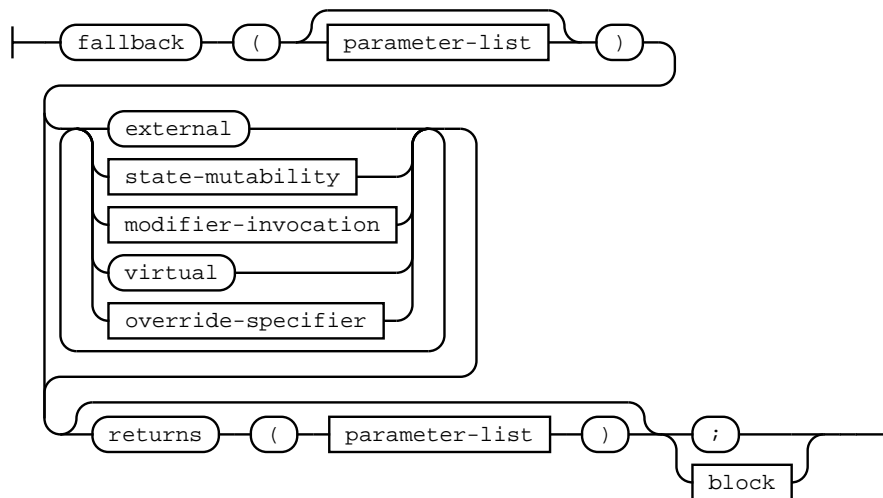 fallback ( parameter-list )
external
state-mutability
modifier-invocation
virtual
override-specifier
returns ( parameter-list ) ;
block